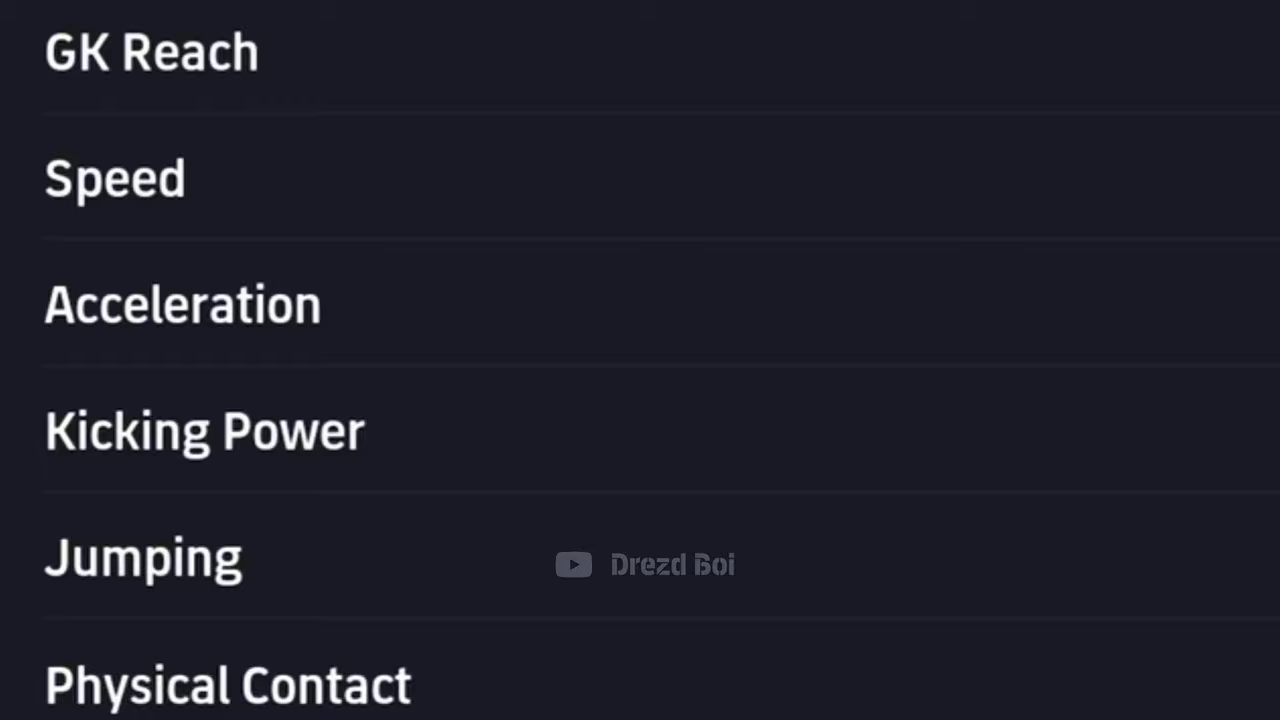 GK Reach
Speed
Acceleration
Kicking Power
Jumping
Drezd Boi
Physical Contact